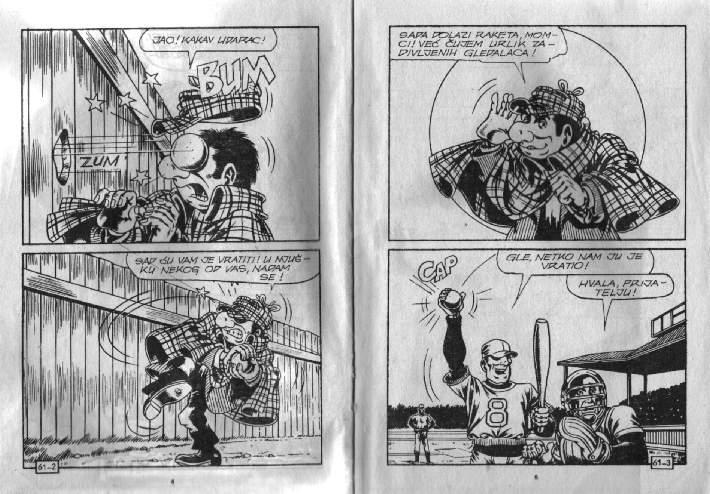 JAO! KAKAV UDARAC!
BUM
ZUM
SAD ĆU VAM JE VRATITI! U NJUŠ-
KU NEKOG OD VAS, NADAM
SE!
61-2
SADA DOLAZI RAKETA, MOM-
CI! VEĆ ČUJEM URLIK ZA-
DIVLJENIH GLEDALACA!
CAP
GLE, NETKO NAM JU JE
VRATIO!
HVALA, PRIJA-
TELJU!
8
61-3